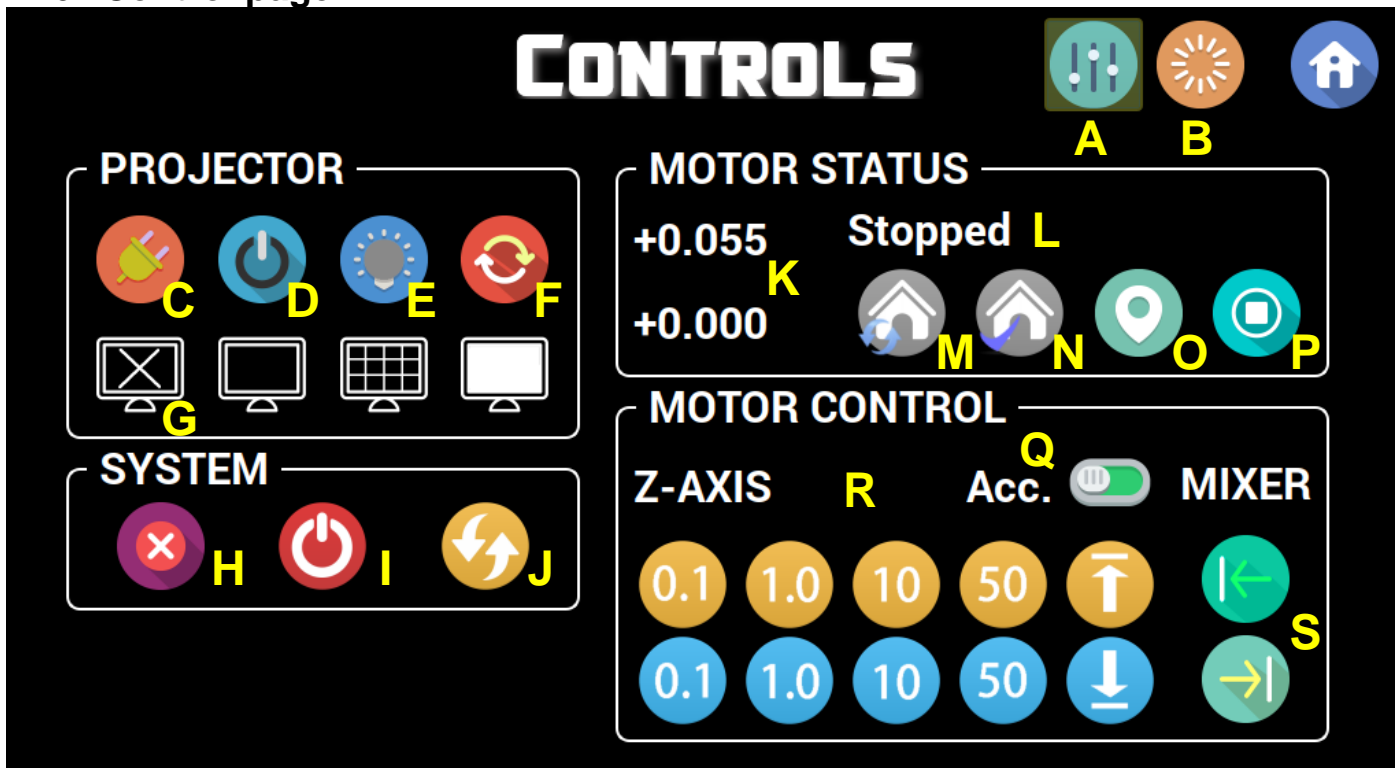 CONTROLS
A B
PROJECTOR
C D E F
G
SYSTEM
H I J
MOTOR STATUS
+0.055 K Stopped L
+0.000
M N O P
MOTOR CONTROL
Q
Z-AXIS R Acc. MIXER
0.1 1.0 10 50
S
0.1 1.0 10 50